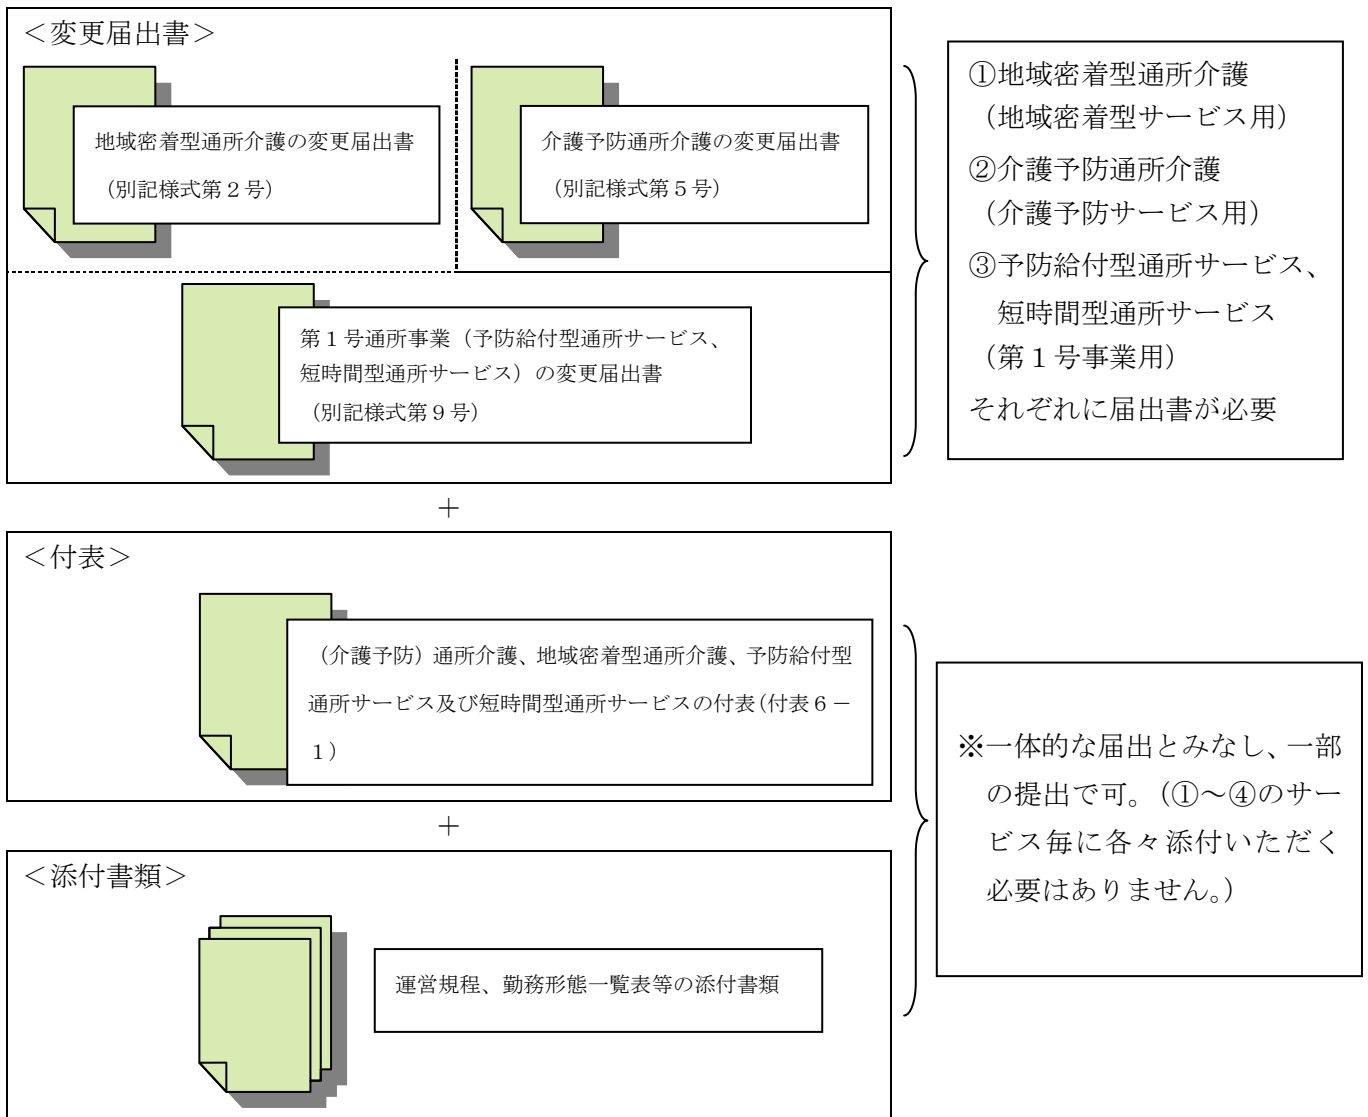 ＜変更届出書＞
地域密着型通所介護の変更届出書
（別記様式第２号）
介護予防通所介護の変更届出書
（別記様式第５号）
第１号通所事業（予防給付型通所サービス、
短時間型通所サービス）の変更届出書
（別記様式第９号）
①地域密着型通所介護
（地域密着型サービス用）
②介護予防通所介護
（介護予防サービス用）
③予防給付型通所サービス、
短時間型通所サービス
（第１号事業用）
それぞれに届出書が必要
＋
＜付表＞
（介護予防）通所介護、地域密着型通所介護、予防給付型
通所サービス及び短時間型通所サービスの付表（付表６－
１）
＋
＜添付書類＞
運営規程、勤務形態一覧表等の添付書類
※一体的な届出とみなし、一部
の提出で可。（①～④のサー
ビス毎に各々添付いただく
必要はありません。）